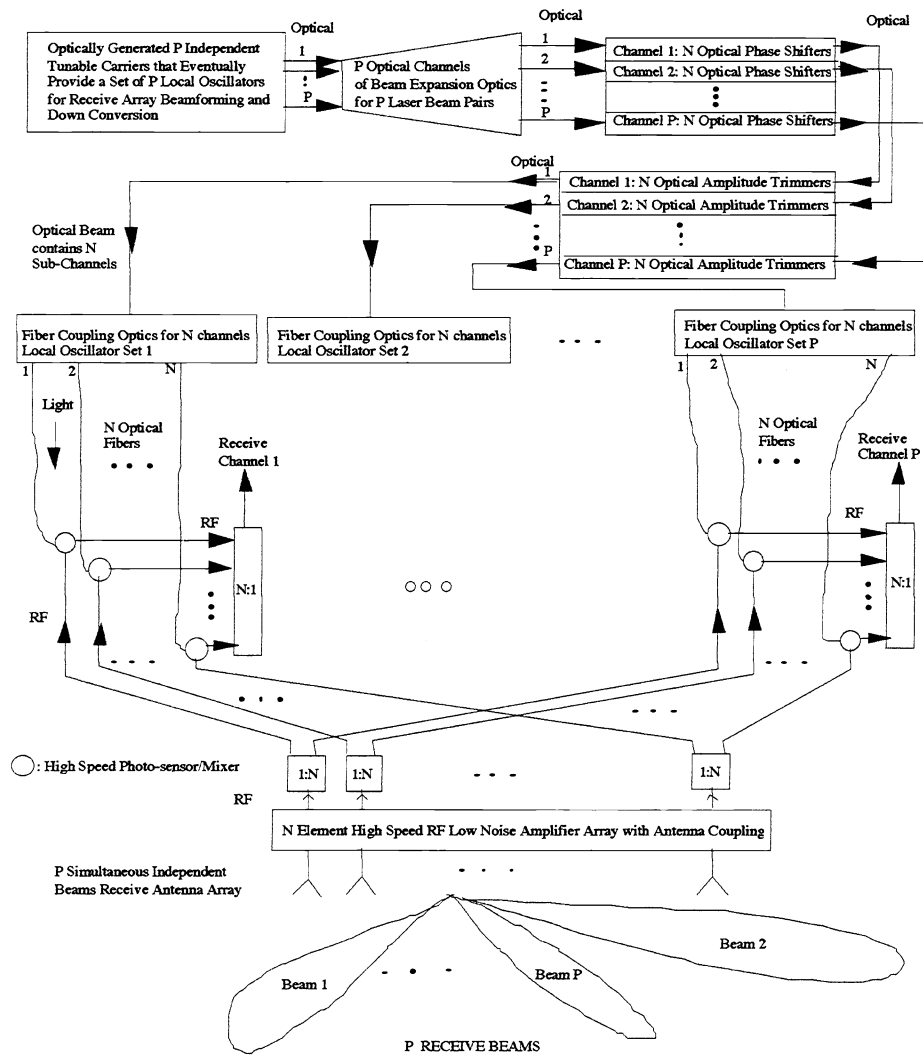 Optical
Optical
Optical
Optically Generated P Independent
Tunable Carriers that Eventually
Provide a Set of P Local Oscillators
for Receive Array Beamforming and
Down Conversion
1
P
P Optical Channels
of Beam Expansion Optics
for P Laser Beam Pairs
1
2
P
Channel 1: N Optical Phase Shifters
Channel 2: N Optical Phase Shifters
Channel P: N Optical Phase Shifters
Optical
1
2
P
Channel 1: N Optical Amplitude Trimmers
Channel 2: N Optical Amplitude Trimmers
Channel P: N Optical Amplitude Trimmers
Optical Beam
contains N
Sub-Channels
Fiber Coupling Optics for N channels
Local Oscillator Set 1
Fiber Coupling Optics for N channels
Local Oscillator Set 2
Fiber Coupling Optics for N channels
Local Oscillator Set P
1
2
N
1
2
N
Light
N Optical
Fibers
Receive
Channel 1
N Optical
Fibers
Receive
Channel P
RF
RF
N:1
N:1
RF
: High Speed Photo-sensor/Mixer
1:N
1:N
1:N
RF
N Element High Speed RF Low Noise Amplifier Array with Antenna Coupling
P Simultaneous Independent
Beams Receive Antenna Array
Beam 1
Beam P
Beam 2
P RECEIVE BEAMS